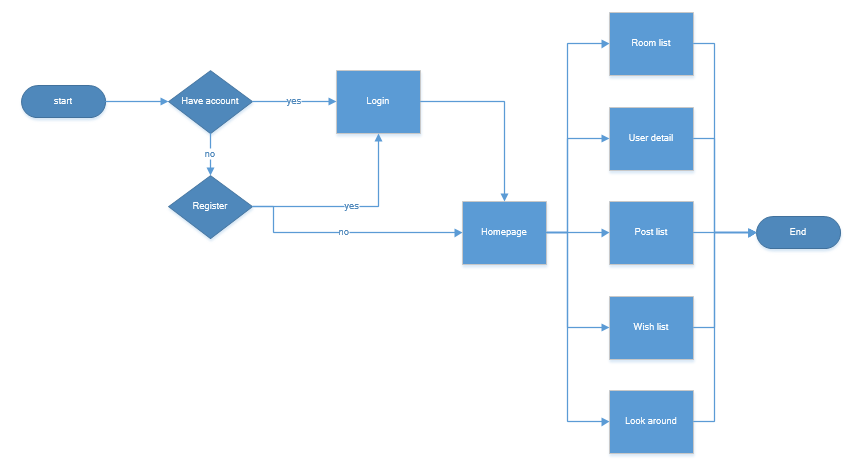 Room list
start
Have account
yes
Login
User detail
no
Register
yes
no
Homepage
Post list
End
Wish list
Look around